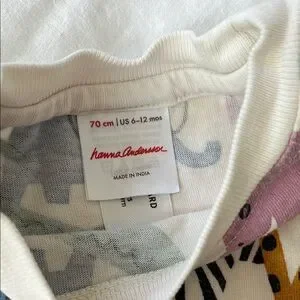 70 cm | US 6-12 mos
hanna andersson
MADE IN INDIA